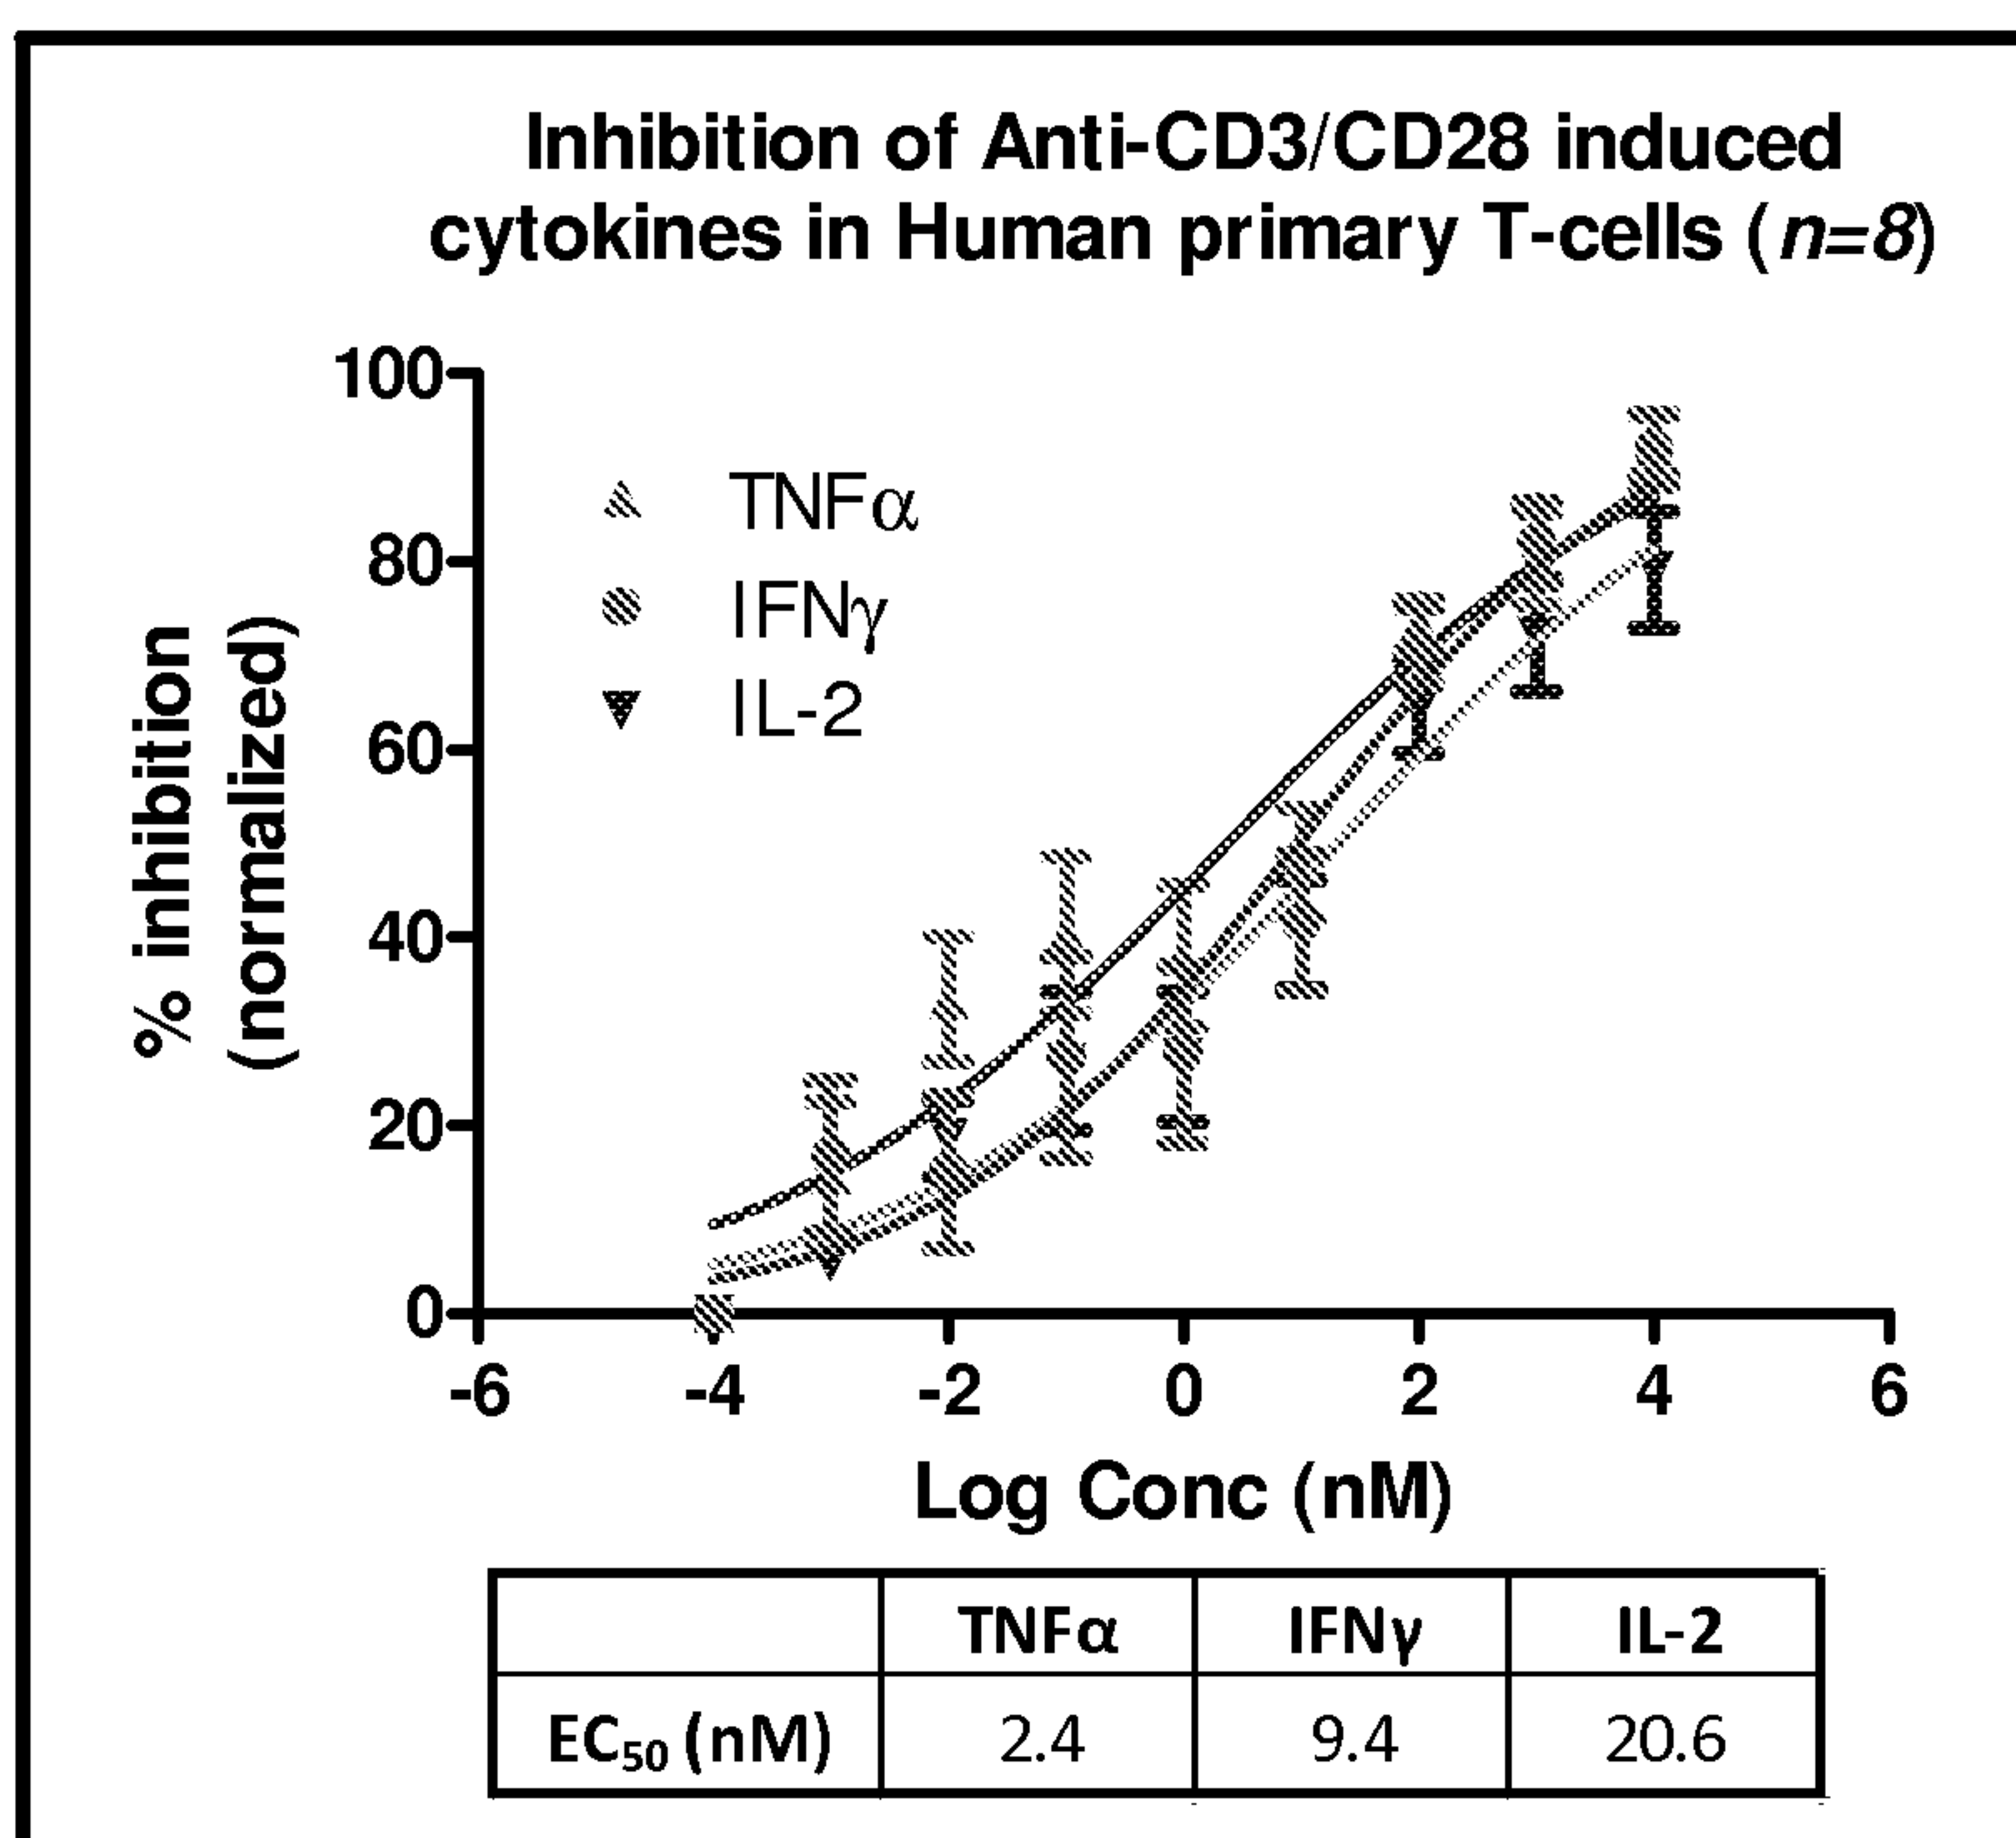 Inhibition of Anti-CD3/CD28 induced
cytokines in Human primary T-cells (n=8)
100
80
60
40
20
0
% inhibition
(normalized)
TNFα
IFNγ
IL-2
-6 -4 -2 0 2 4 6
Log Conc (nM)
TNFα IFNγ IL-2
EC₅₀ (nM) 2.4 9.4 20.6